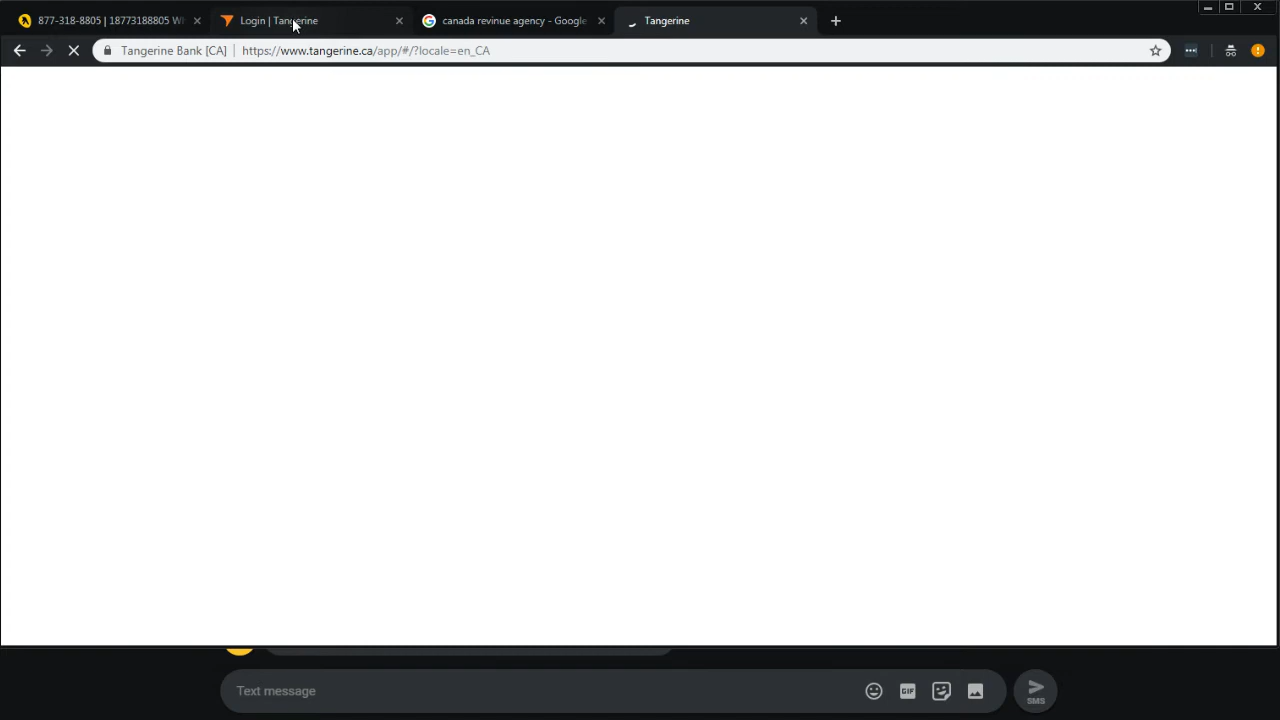 877-318-8805 | 18773188805 Wh
Login | Tangerine
canada revinue agency - Google
Tangerine
Tangerine Bank [CA]
https://www.tangerine.ca/app/#/?locale=en_CA
Text message
GIF
SMS